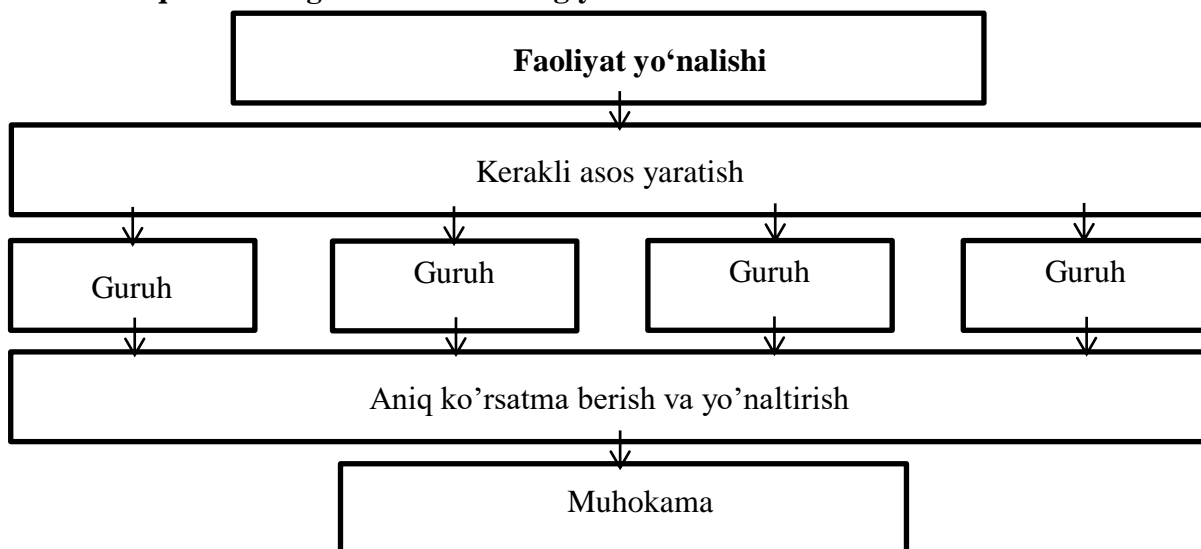 Faoliyat yo‘nalishi
Kerakli asos yaratish
Guruh
Guruh
Guruh
Guruh
Aniq ko’rsatma berish va yo’naltirish
Muhokama